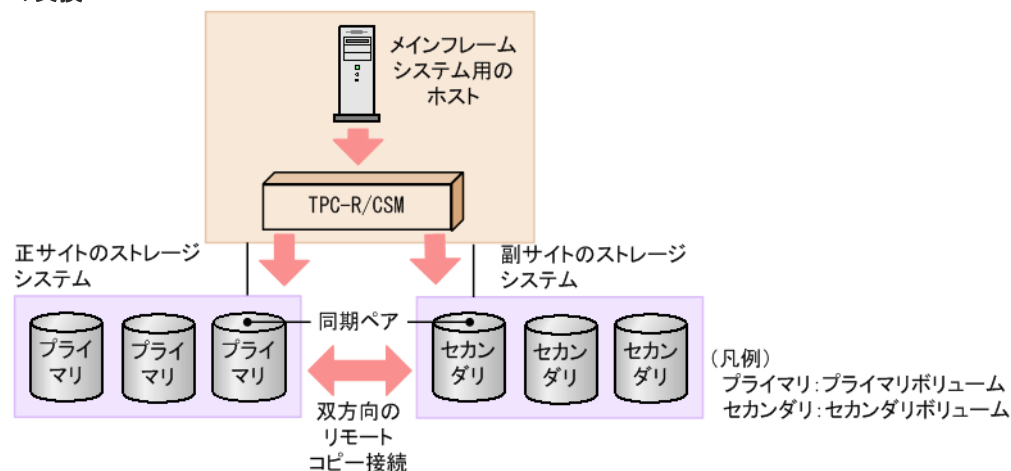 メインフレーム
システム用の
ホスト
TPC-R/CSM
正サイトのストレージ
システム
副サイトのストレージ
システム
同期ペア
プライ
マリ
プライ
マリ
プライ
マリ
セカン
ダリ
セカン
ダリ
セカン
ダリ
双方向の
リモート
コピー接続
(凡例)
プライマリ:プライマリボリューム
セカンダリ:セカンダリボリューム